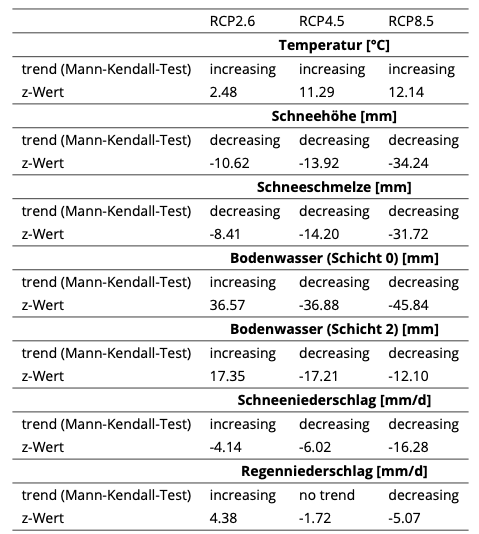 RCP2.6 RCP4.5 RCP8.5
Temperatur [°C]
trend (Mann-Kendall-Test) increasing increasing increasing
z-Wert 2.48 11.29 12.14
Schneehöhe [mm]
trend (Mann-Kendall-Test) decreasing decreasing decreasing
z-Wert -10.62 -13.92 -34.24
Schneeschmelze [mm]
trend (Mann-Kendall-Test) decreasing decreasing decreasing
z-Wert -8.41 -14.20 -31.72
Bodenwasser (Schicht 0) [mm]
trend (Mann-Kendall-Test) increasing decreasing decreasing
z-Wert 36.57 -36.88 -45.84
Bodenwasser (Schicht 2) [mm]
trend (Mann-Kendall-Test) increasing decreasing decreasing
z-Wert 17.35 -17.21 -12.10
Schneeniederschlag [mm/d]
trend (Mann-Kendall-Test) increasing decreasing decreasing
z-Wert -4.14 -6.02 -16.28
Regenniederschlag [mm/d]
trend (Mann-Kendall-Test) increasing no trend decreasing
z-Wert 4.38 -1.72 -5.07